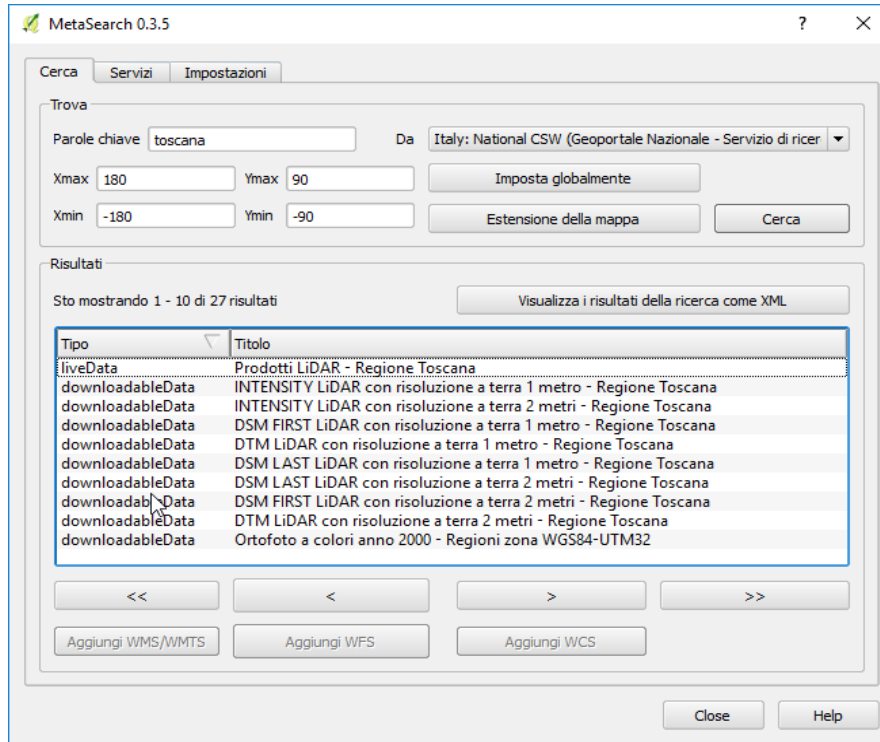 MetaSearch 0.3.5 ?
Cerca Servizi Impostazioni
Trova
Parole chiave toscana Da Italy: National CSW (Geoportale Nazionale - Servizio di ricer
Xmax 180 Ymax 90 Imposta globalmente
Xmin -180 Ymin -90 Estensione della mappa Cerca
Risultati
Sto mostrando 1 - 10 di 27 risultati Visualizza i risultati della ricerca come XML
Tipo Titolo
liveData Prodotti LiDAR - Regione Toscana
downloadableData INTENSITY LiDAR con risoluzione a terra 1 metro - Regione Toscana
downloadableData INTENSITY LiDAR con risoluzione a terra 2 metri - Regione Toscana
downloadableData DSM FIRST LiDAR con risoluzione a terra 1 metro - Regione Toscana
downloadableData DTM LiDAR con risoluzione a terra 1 metro - Regione Toscana
downloadableData DSM LAST LiDAR con risoluzione a terra 1 metro - Regione Toscana
downloadableData DSM LAST LiDAR con risoluzione a terra 2 metri - Regione Toscana
downloadableData DSM FIRST LiDAR con risoluzione a terra 2 metri - Regione Toscana
downloadableData DTM LiDAR con risoluzione a terra 2 metri - Regione Toscana
downloadableData Ortofoto a colori anno 2000 - Regioni zona WGS84-UTM32
<< < > >>
Aggiungi WMS/WMTS Aggiungi WFS Aggiungi WCS
Close Help